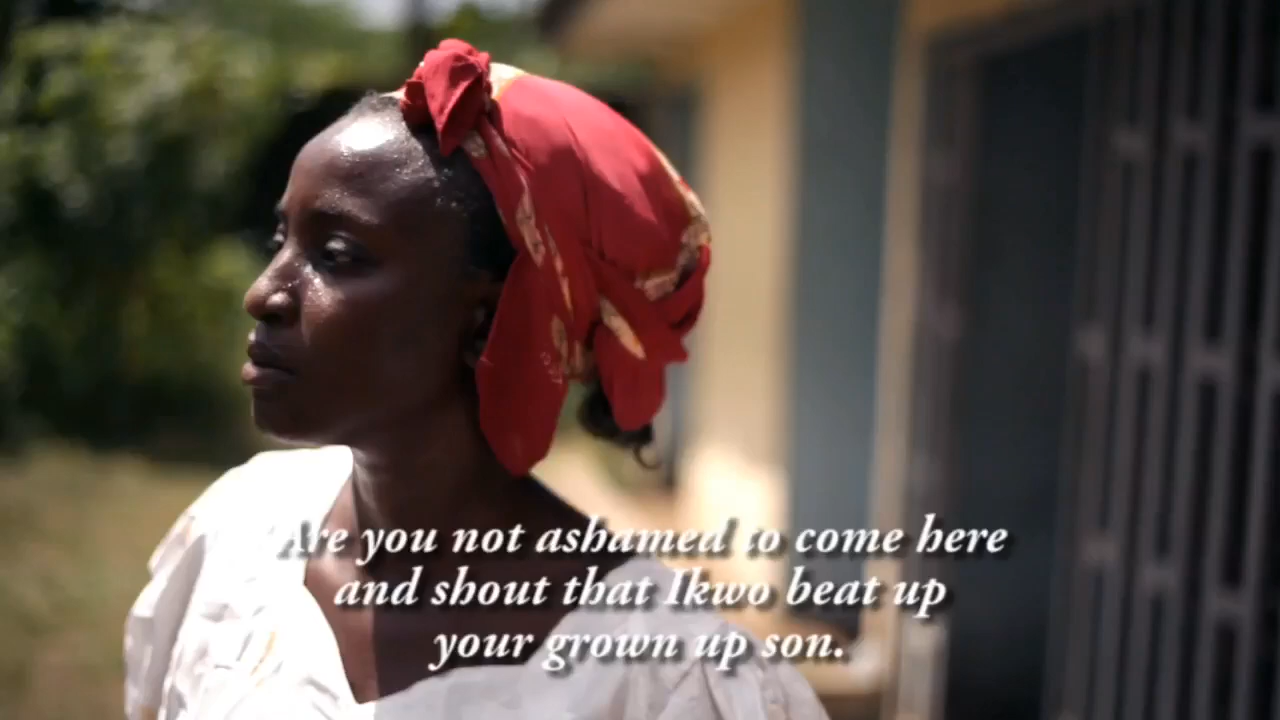 Are you not ashamed to come here
and shout that Ikwo beat up
your grown up son.